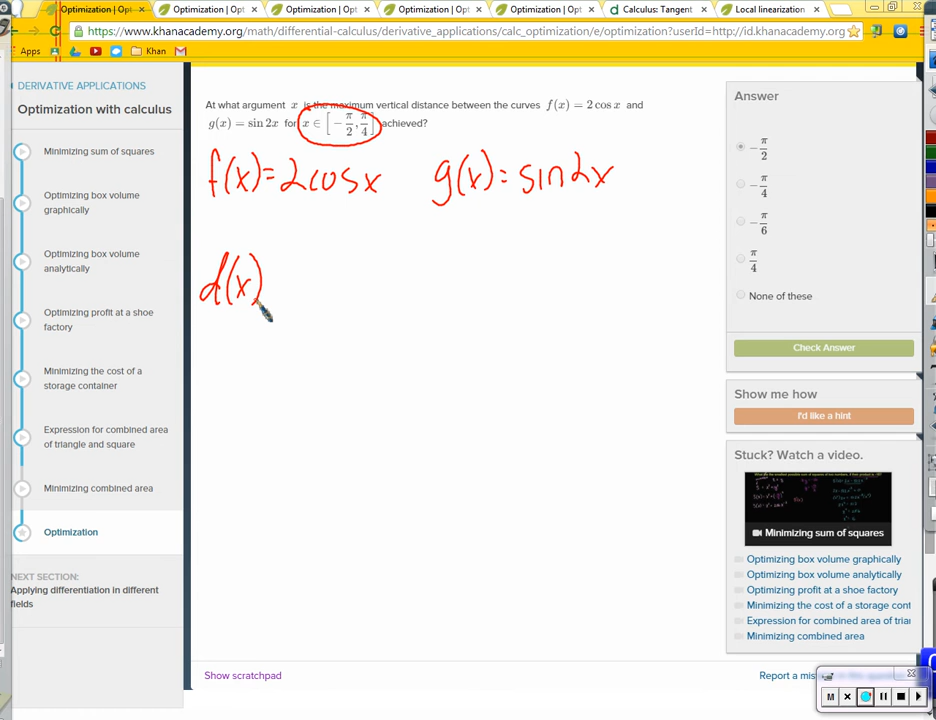 Optimization | Opt
Optimization | Opt
Optimization | Opt
Optimization | Opt
Optimization | Opt
Calculus: Tangent
Local linearization
https://www.khanacademy.org/math/differential-calculus/derivative_applications/calc_optimization/e/optimization?userId=http://id.khanacademy.org
Apps
Khan
DERIVATIVE APPLICATIONS
Optimization with calculus
Minimizing sum of squares
Optimizing box volume
graphically
Optimizing box volume
analytically
Optimizing profit at a shoe
factory
Minimizing the cost of a
storage container
Expression for combined area
of triangle and square
Minimizing combined area
Optimization
NEXT SECTION:
Applying differentiation in different
fields
At what argument x is the maximum vertical distance between the curves f(x) = 2 cos x and
g(x) = sin 2x for x ∈ [−π/2, π/4] achieved?
f(x)=2cosx g(x)=sin2x
d(x)
Show scratchpad
Answer
−π/2
−π/4
−π/6
π/4
None of these
Check Answer
Show me how
I'd like a hint
Stuck? Watch a video.
Minimizing sum of squares
Optimizing box volume graphically
Optimizing box volume analytically
Optimizing profit at a shoe factory
Minimizing the cost of a storage cont
Expression for combined area of triar
Minimizing combined area
Report a mis
M